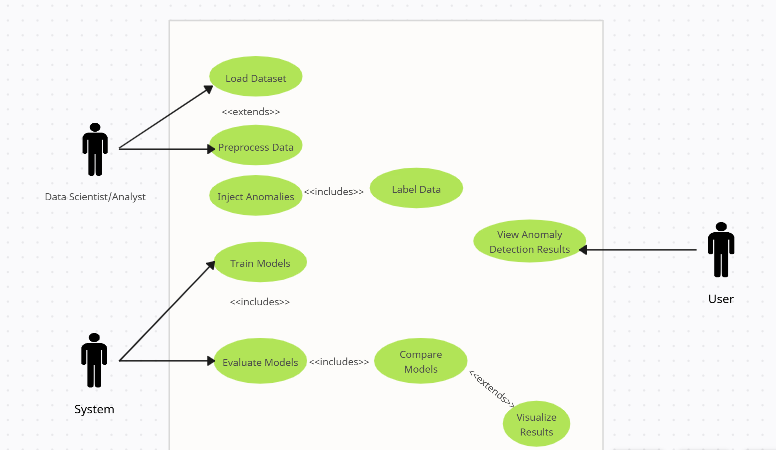 Load Dataset
<<extends>>
Preprocess Data
Data Scientist/Analyst
Inject Anomalies
<<includes>>
Label Data
View Anomaly
Detection Results
Train Models
User
<<includes>>
Evaluate Models
<<includes>>
Compare
Models
<<extends>>
System
Visualize
Results